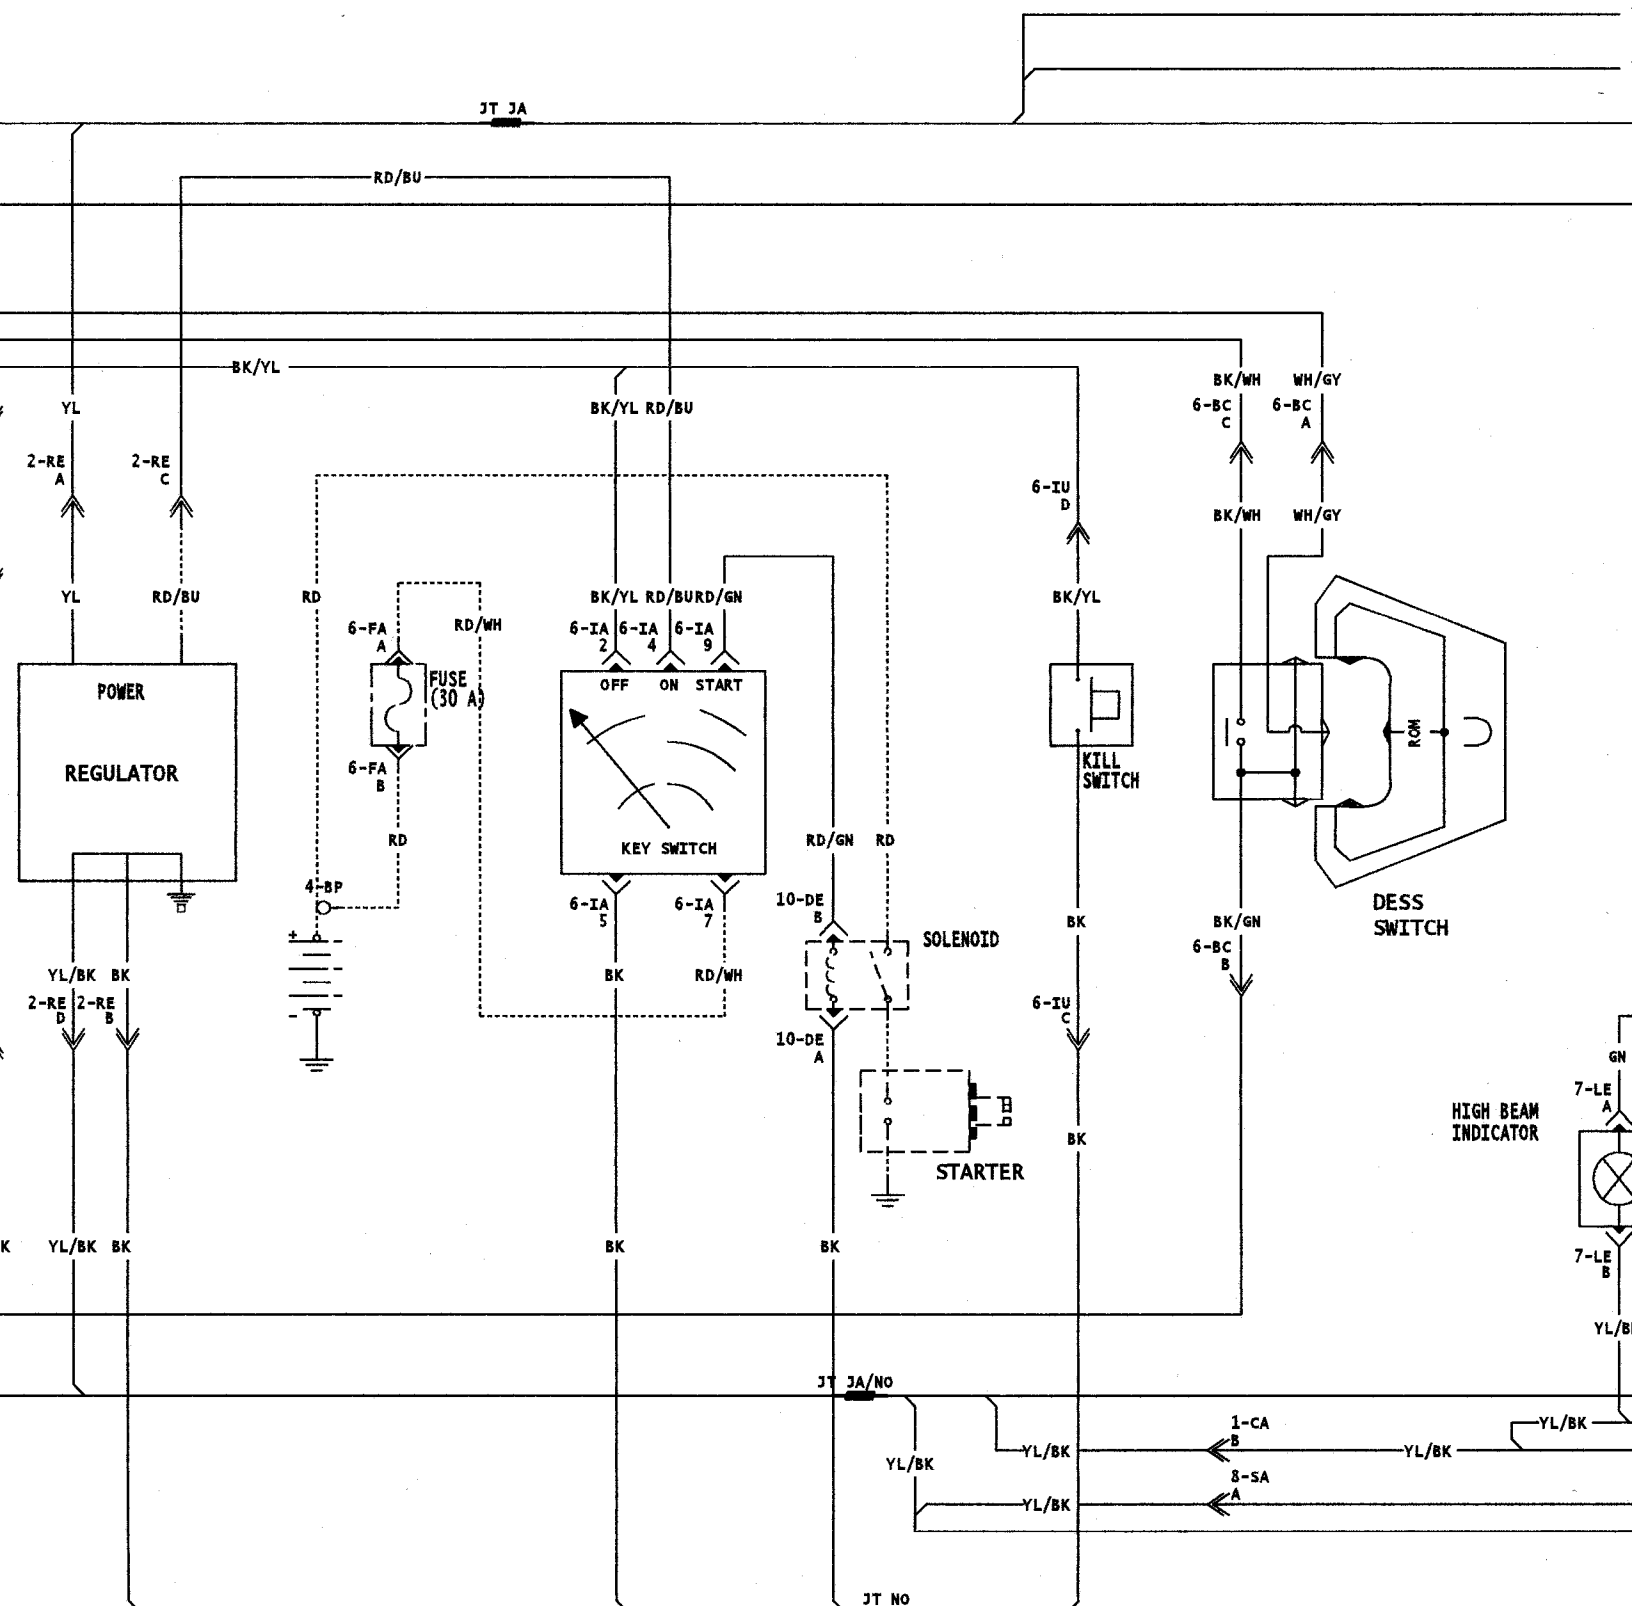 JT JA
RD/BU
BK/YL
BK/WH WH/GY
YL
BK/YL RD/BU
6-BC 6-BC
C A
2-RE 2-RE
A C
6-IU
D
BK/WH WH/GY
YL RD/BU RD BK/YL RD/BU RD/GN BK/YL
6-FA RD/WH 6-IA 6-IA 6-IA
A 2 4 9
FUSE
(30 A)
OFF ON START
POWER
REGULATOR
ROM
6-FA
B
KILL
SWITCH
RD
KEY SWITCH
RD/GN RD
4-BP
6-IA 6-IA
5 7
10-DE
B
DESS
SWITCH
BK BK/GN
SOLENOID
6-BC
B
+
-
YL/BK BK BK RD/WH
2-RE 2-RE
D B
6-IU
C
10-DE
A
GN
7-LE
A
HIGH BEAM
INDICATOR
BK
STARTER
K YL/BK BK BK BK
7-LE
B
YL/B
JT JA/NO
1-CA
B
YL/BK
YL/BK YL/BK
YL/BK
8-SA
A
YL/BK
JT NO